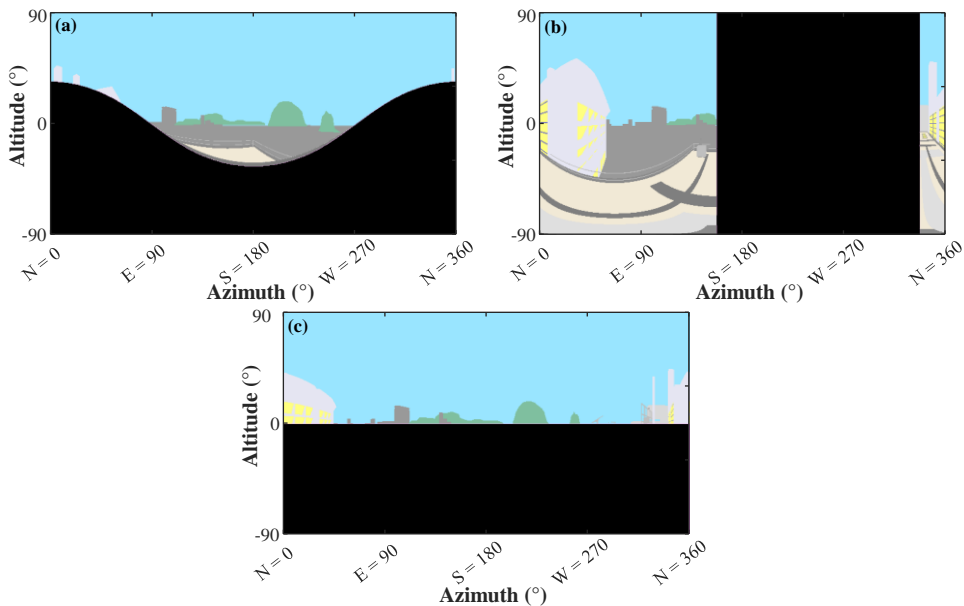 (a)
90
0
-90
Altitude (°)
N = 0
E = 90
S = 180
W = 270
N = 360
Azimuth (°)
(b)
90
0
-90
Altitude (°)
N = 0
E = 90
S = 180
W = 270
N = 360
Azimuth (°)
(c)
90
0
-90
Altitude (°)
N = 0
E = 90
S = 180
W = 270
N = 360
Azimuth (°)